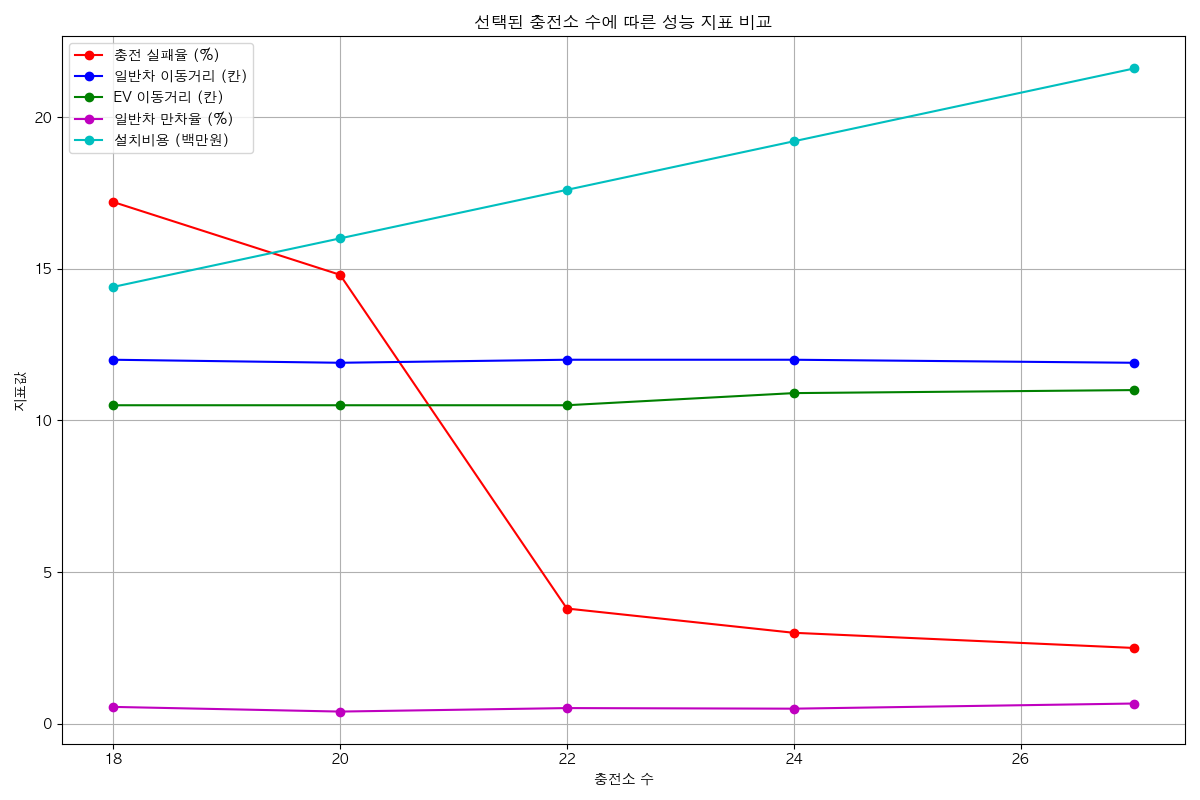 선택된 충전소 수에 따른 성능 지표 비교
충전 실패율 (%)
일반차 이동거리 (칸)
EV 이동거리 (칸)
일반차 만차율 (%)
설치비용 (백만원)
20
15
10
5
0
지표값
18
20
22
24
26
충전소 수